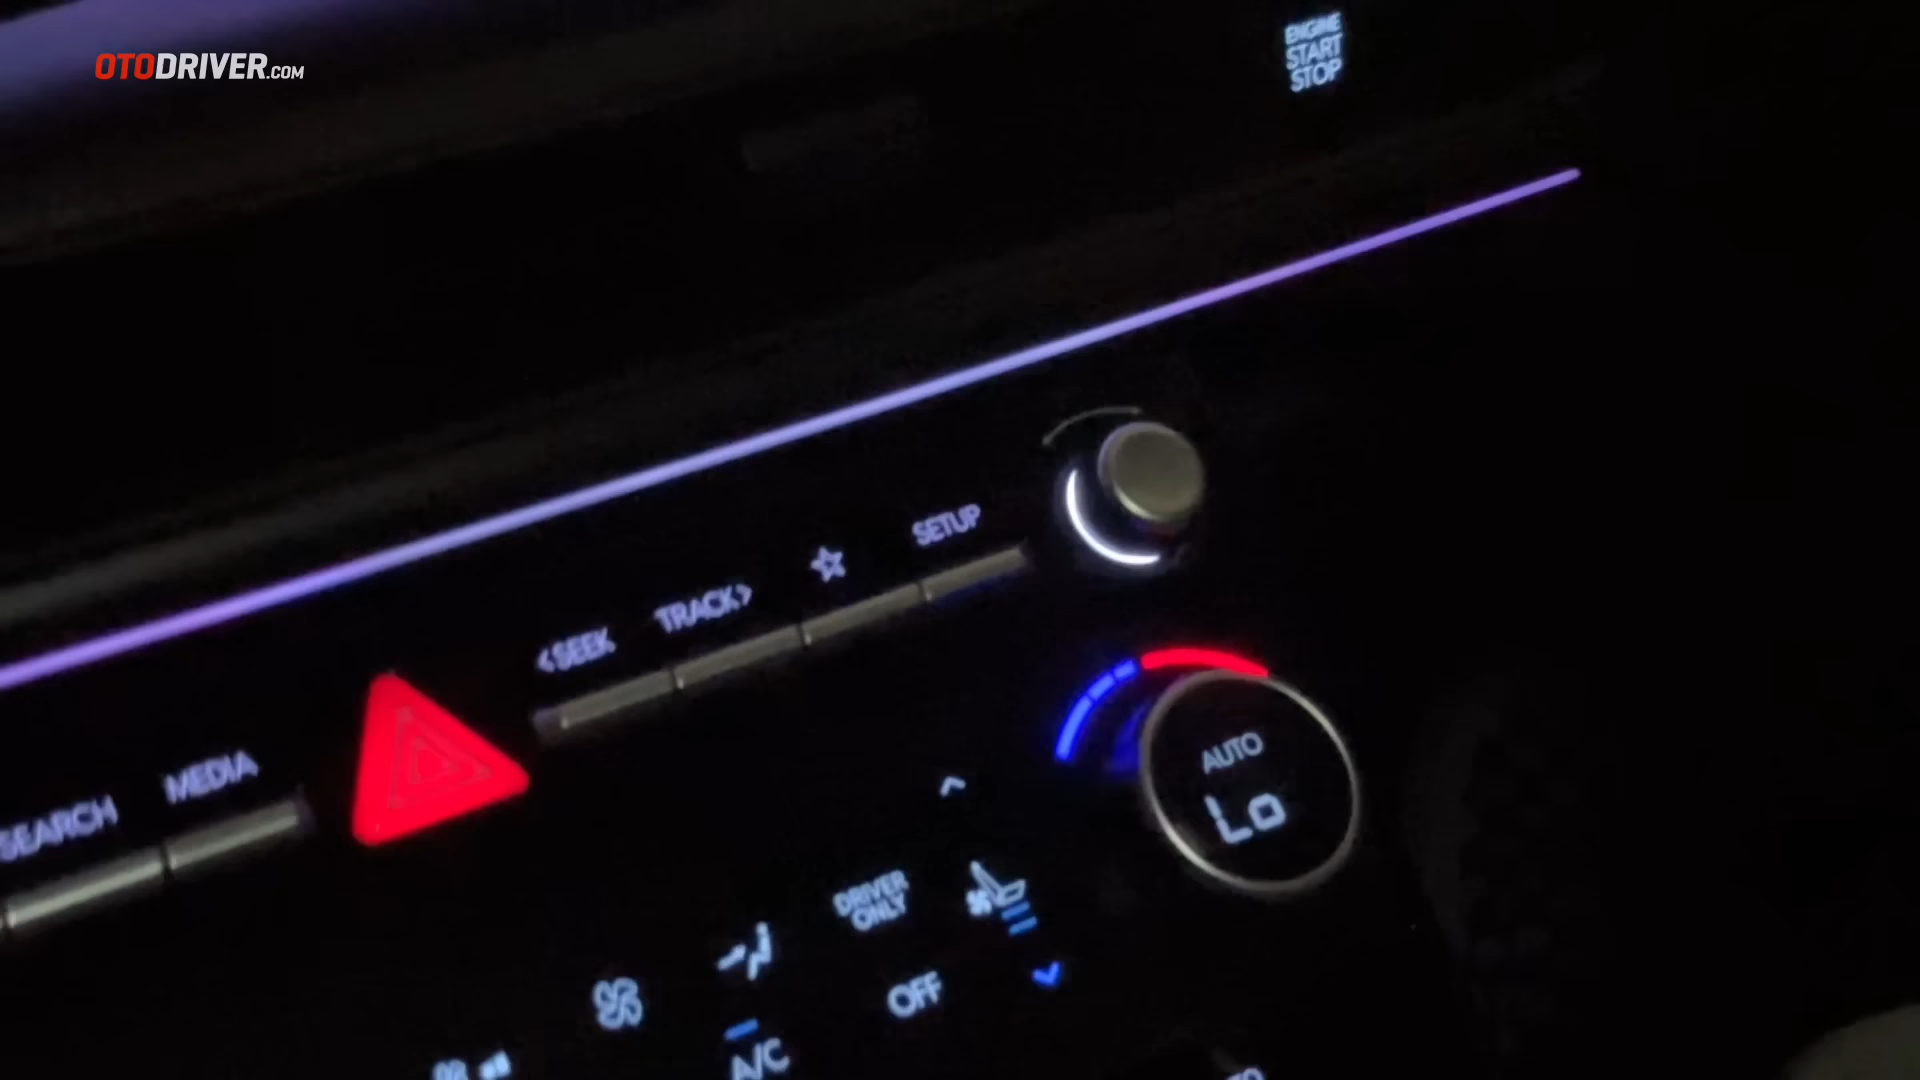 OTODRIVER.COM
ENGINE
START
STOP
SETUP
TRACK>
<SEEK
MEDIA
SEARCH
AUTO
Lo
DRIVER
ONLY
OFF
A/C